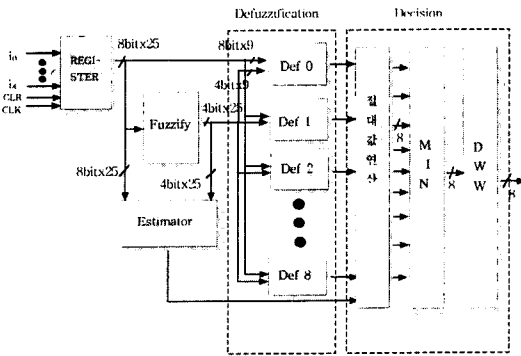 Defuzzification
Decision
8bitx25
8bitx9
i0
REGI-
STER
i4
CLR
CLK
4bitx9
Def 0
4bitx25
Fuzzify
Def 1
절
대
값
연
산
8
M
I
N
8
D
W
W
8
8bitx25
4bitx25
Def 2
Estimator
Def 8